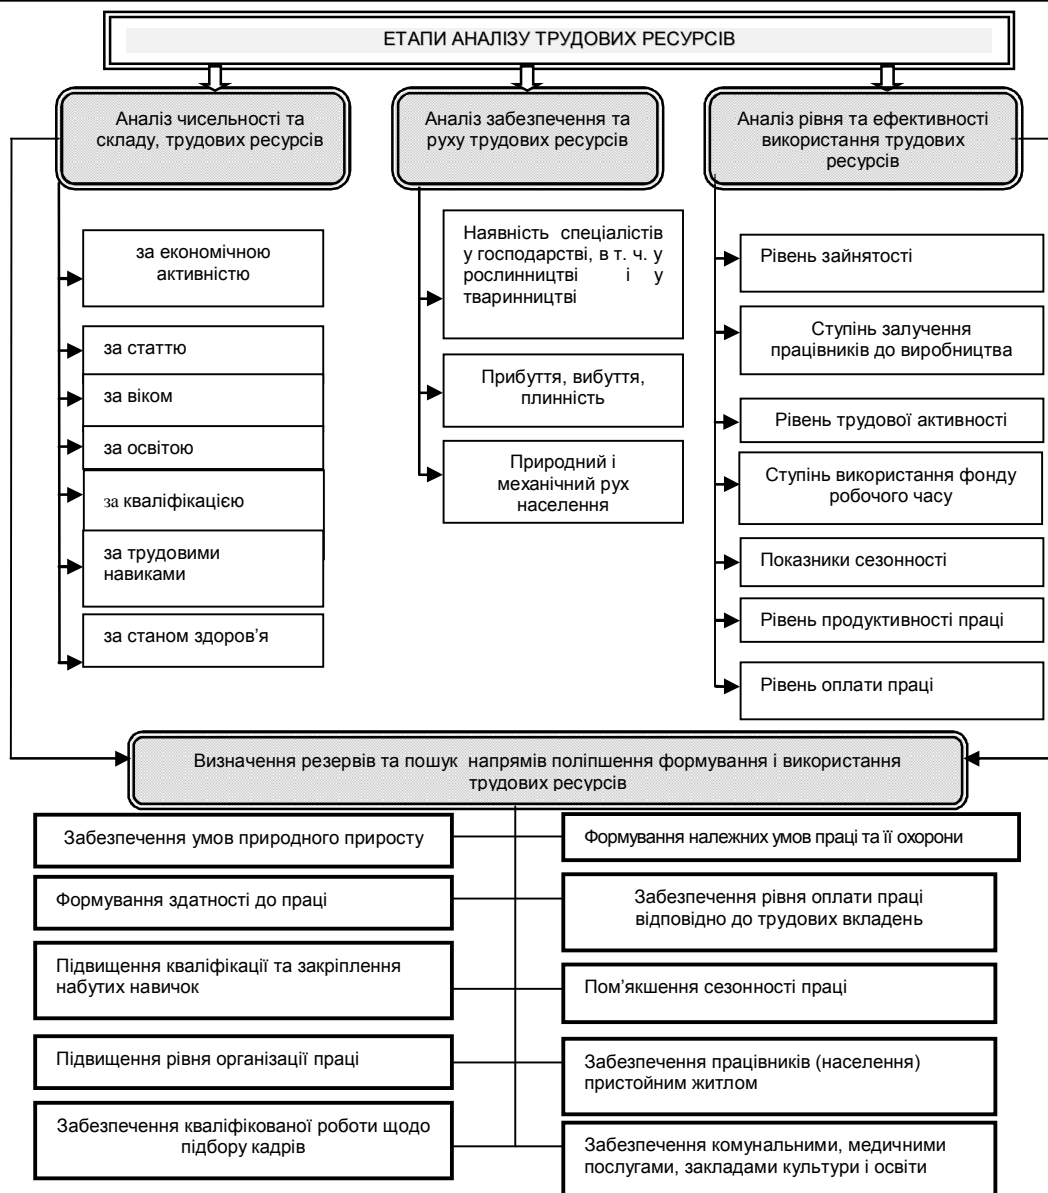 ЕТАПИ АНАЛІЗУ ТРУДОВИХ РЕСУРСІВ
Аналіз чисельності та
складу, трудових ресурсів
Аналіз забезпечення та
руху трудових ресурсів
Аналіз рівня та ефективності
використання трудових
ресурсів
за економічною
активністю
за статтю
за віком
за освітою
за кваліфікацією
за трудовими
навиками
за станом здоров’я
Наявність спеціалістів
у господарстві, в т. ч. у
рослинництві і у
тваринництві
Прибуття, вибуття,
плинність
Природний і
механічний рух
населення
Рівень зайнятості
Ступінь залучення
працівників до виробництва
Рівень трудової активності
Ступінь використання фонду
робочого часу
Показники сезонності
Рівень продуктивності праці
Рівень оплати праці
Визначення резервів та пошук напрямів поліпшення формування і використання
трудових ресурсів
Забезпечення умов природного приросту
Формування здатності до праці
Підвищення кваліфікації та закріплення
набутих навичок
Підвищення рівня організації праці
Забезпечення кваліфікованої роботи щодо
підбору кадрів
Формування належних умов праці та її охорони
Забезпечення рівня оплати праці
відповідно до трудових вкладень
Пом’якшення сезонності праці
Забезпечення працівників (населення)
пристойним житлом
Забезпечення комунальними, медичними
послугами, закладами культури і освіти